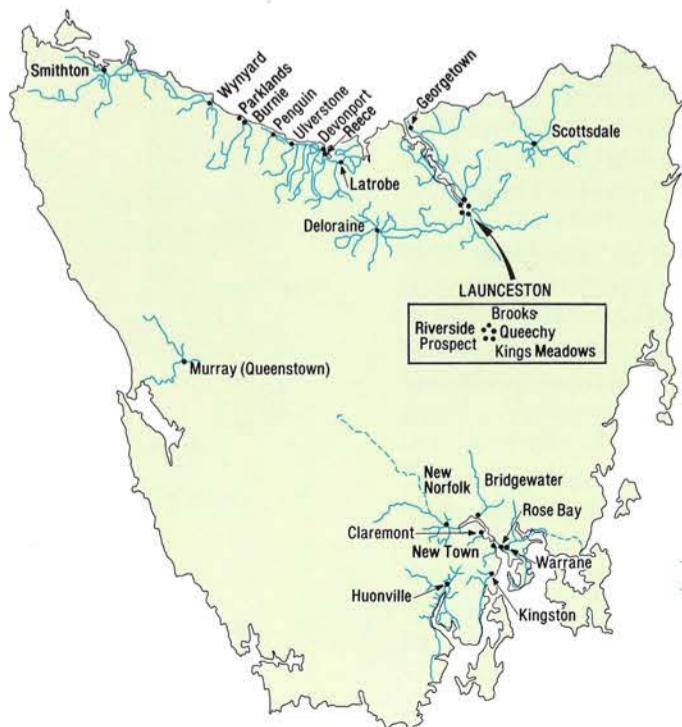 Smithton
Wynyard
Parklands
Burnie
Penguin
Ulverstone
Devonport
Reece
Latrobe
Georgetown
Scottsdale
Deloraine
LAUNCESTON
Brooks
Riverside
Queechy
Prospect
Kings Meadows
Murray (Queenstown)
New
Norfolk
Bridgewater
Rose Bay
Claremont
New Town
Warrane
Huonville
Kingston